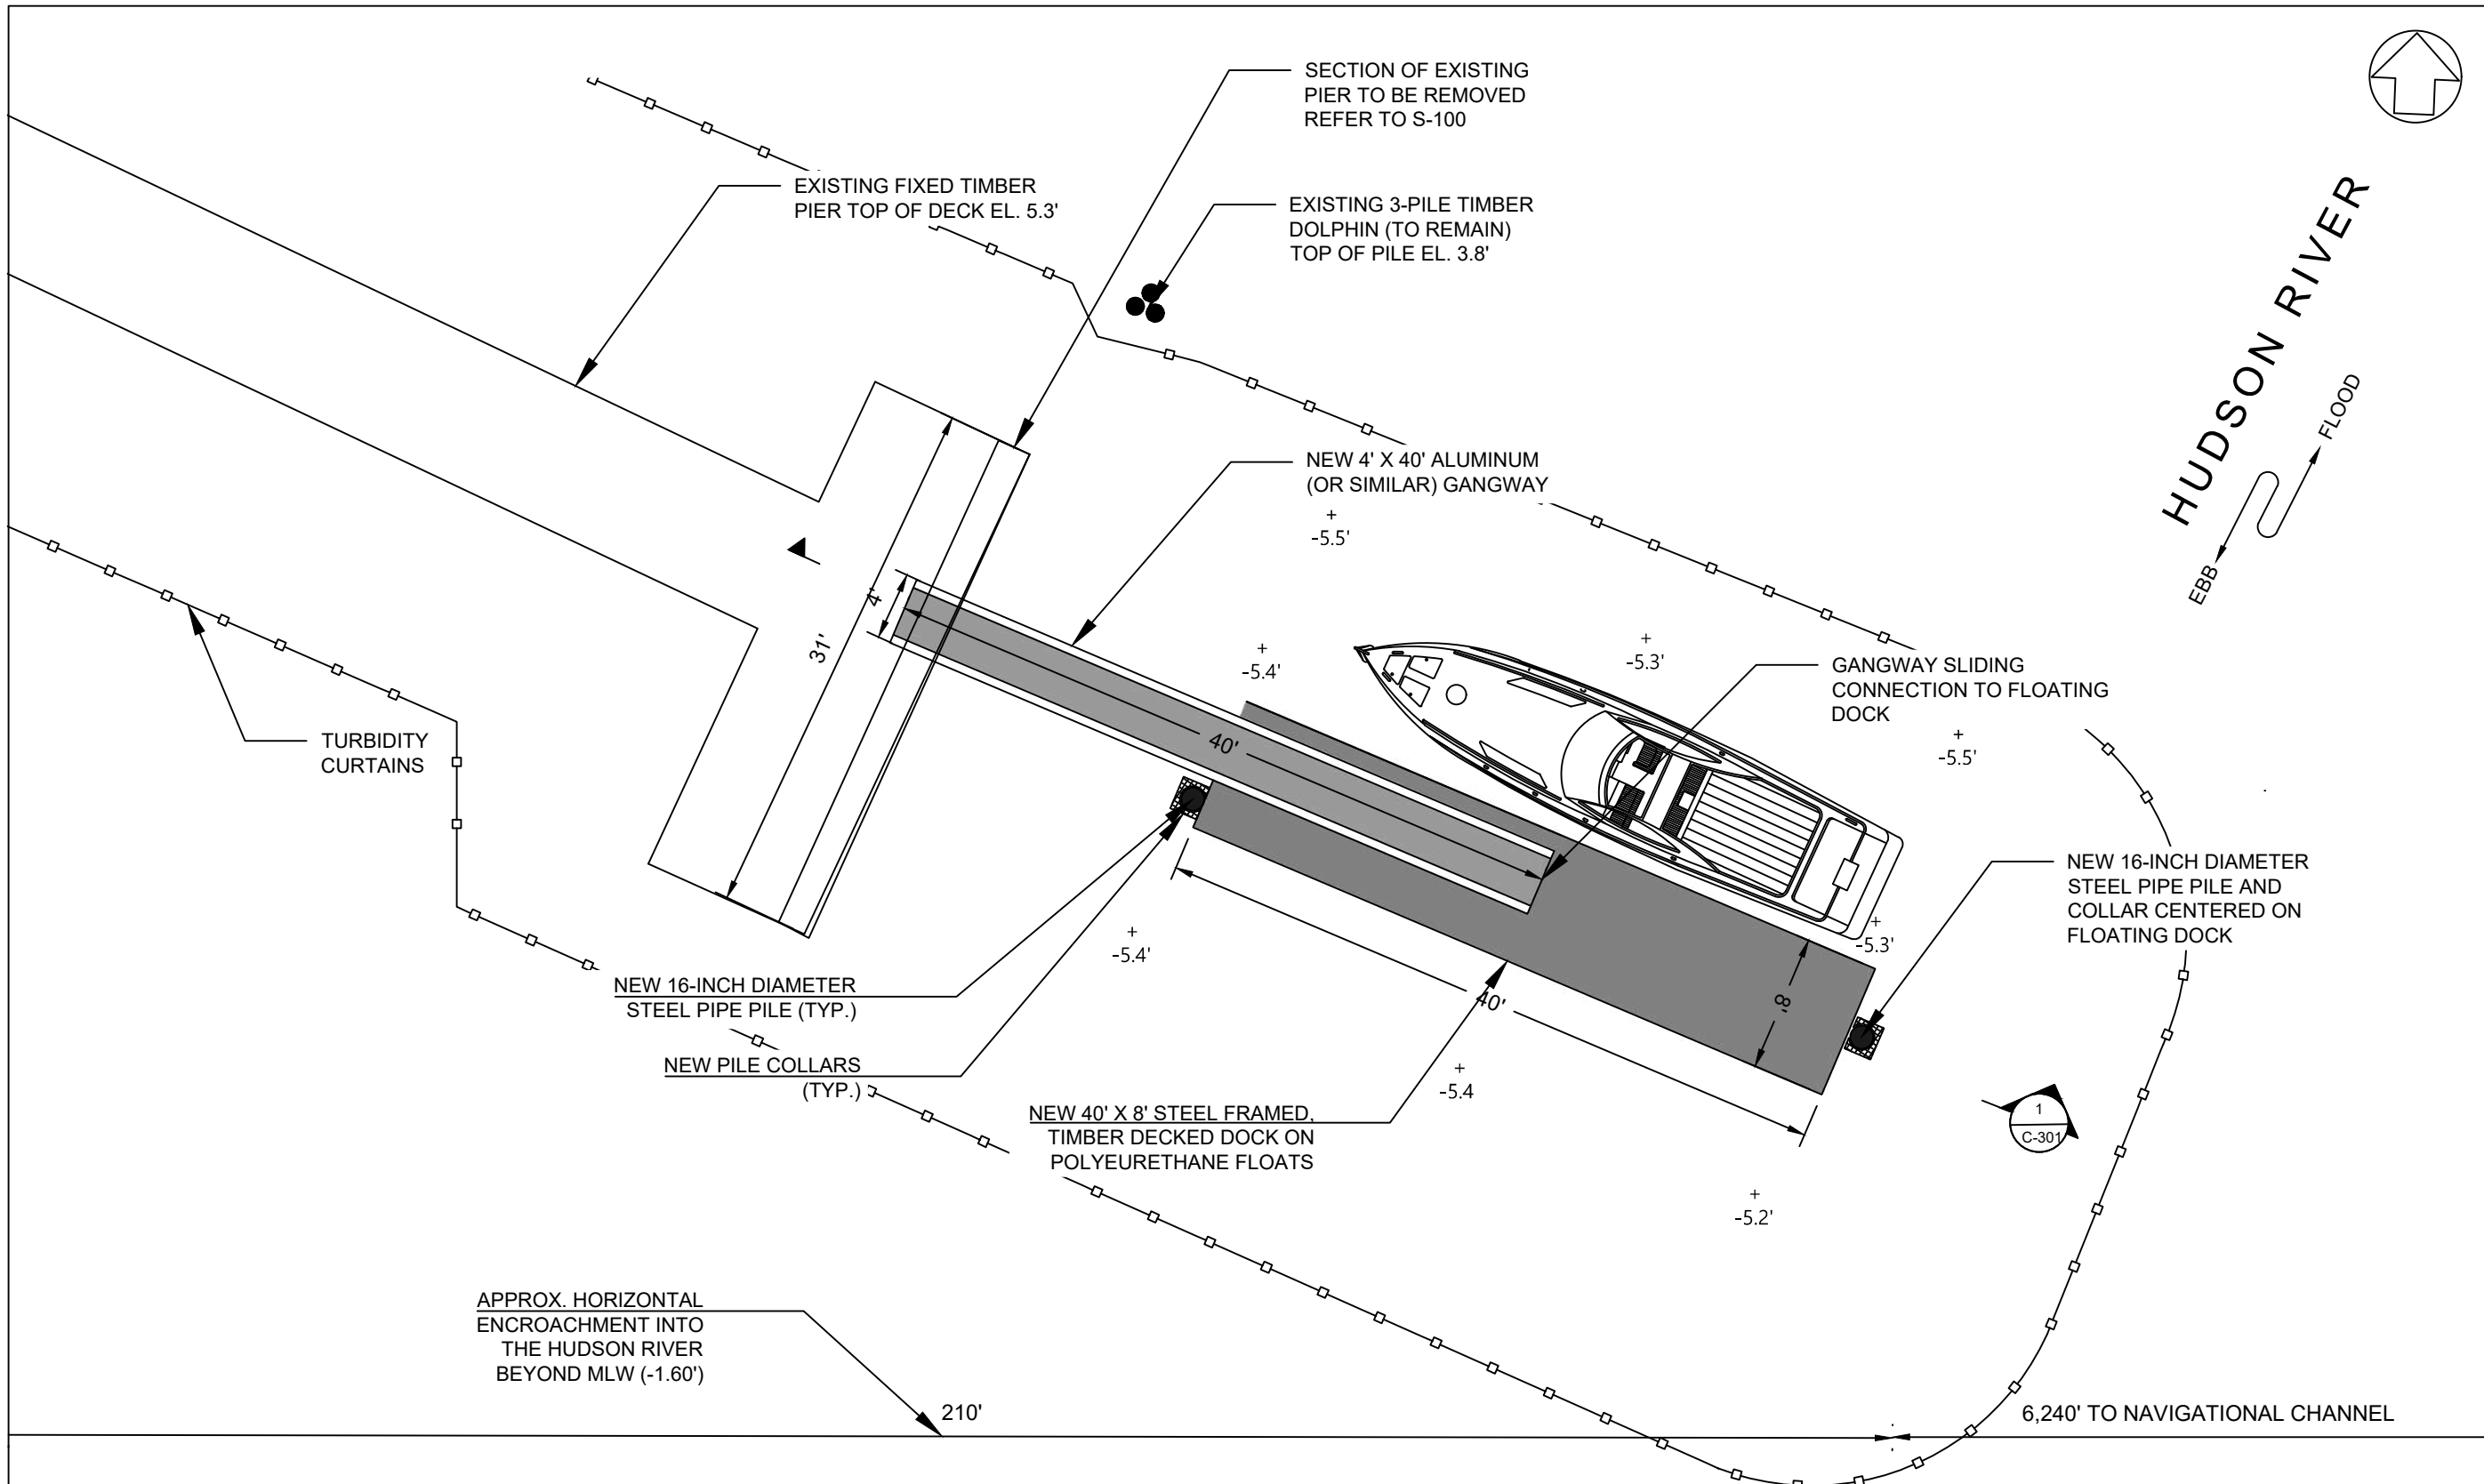 SECTION OF EXISTING
PIER TO BE REMOVED
REFER TO S-100
EXISTING FIXED TIMBER
PIER TOP OF DECK EL. 5.3'
EXISTING 3-PILE TIMBER
DOLPHIN (TO REMAIN)
TOP OF PILE EL. 3.8'
HUDSON RIVER
FLOOD
EBB
NEW 4' X 40' ALUMINUM
(OR SIMILAR) GANGWAY
+
-5.5'
4'
31'
+
-5.4'
+
-5.3'
GANGWAY SLIDING
CONNECTION TO FLOATING
DOCK
+
-5.5'
TURBIDITY
CURTAINS
40'
NEW 16-INCH DIAMETER
STEEL PIPE PILE AND
COLLAR CENTERED ON
FLOATING DOCK
+
-5.3'
+
-5.4'
NEW 16-INCH DIAMETER
STEEL PIPE PILE (TYP.)
40'
8'
NEW PILE COLLARS
(TYP.)
+
-5.4
NEW 40' X 8' STEEL FRAMED,
TIMBER DECKED DOCK ON
POLYEURETHANE FLOATS
1
C-301
+
-5.2'
APPROX. HORIZONTAL
ENCROACHMENT INTO
THE HUDSON RIVER
BEYOND MLW (-1.60')
210'
6,240' TO NAVIGATIONAL CHANNEL